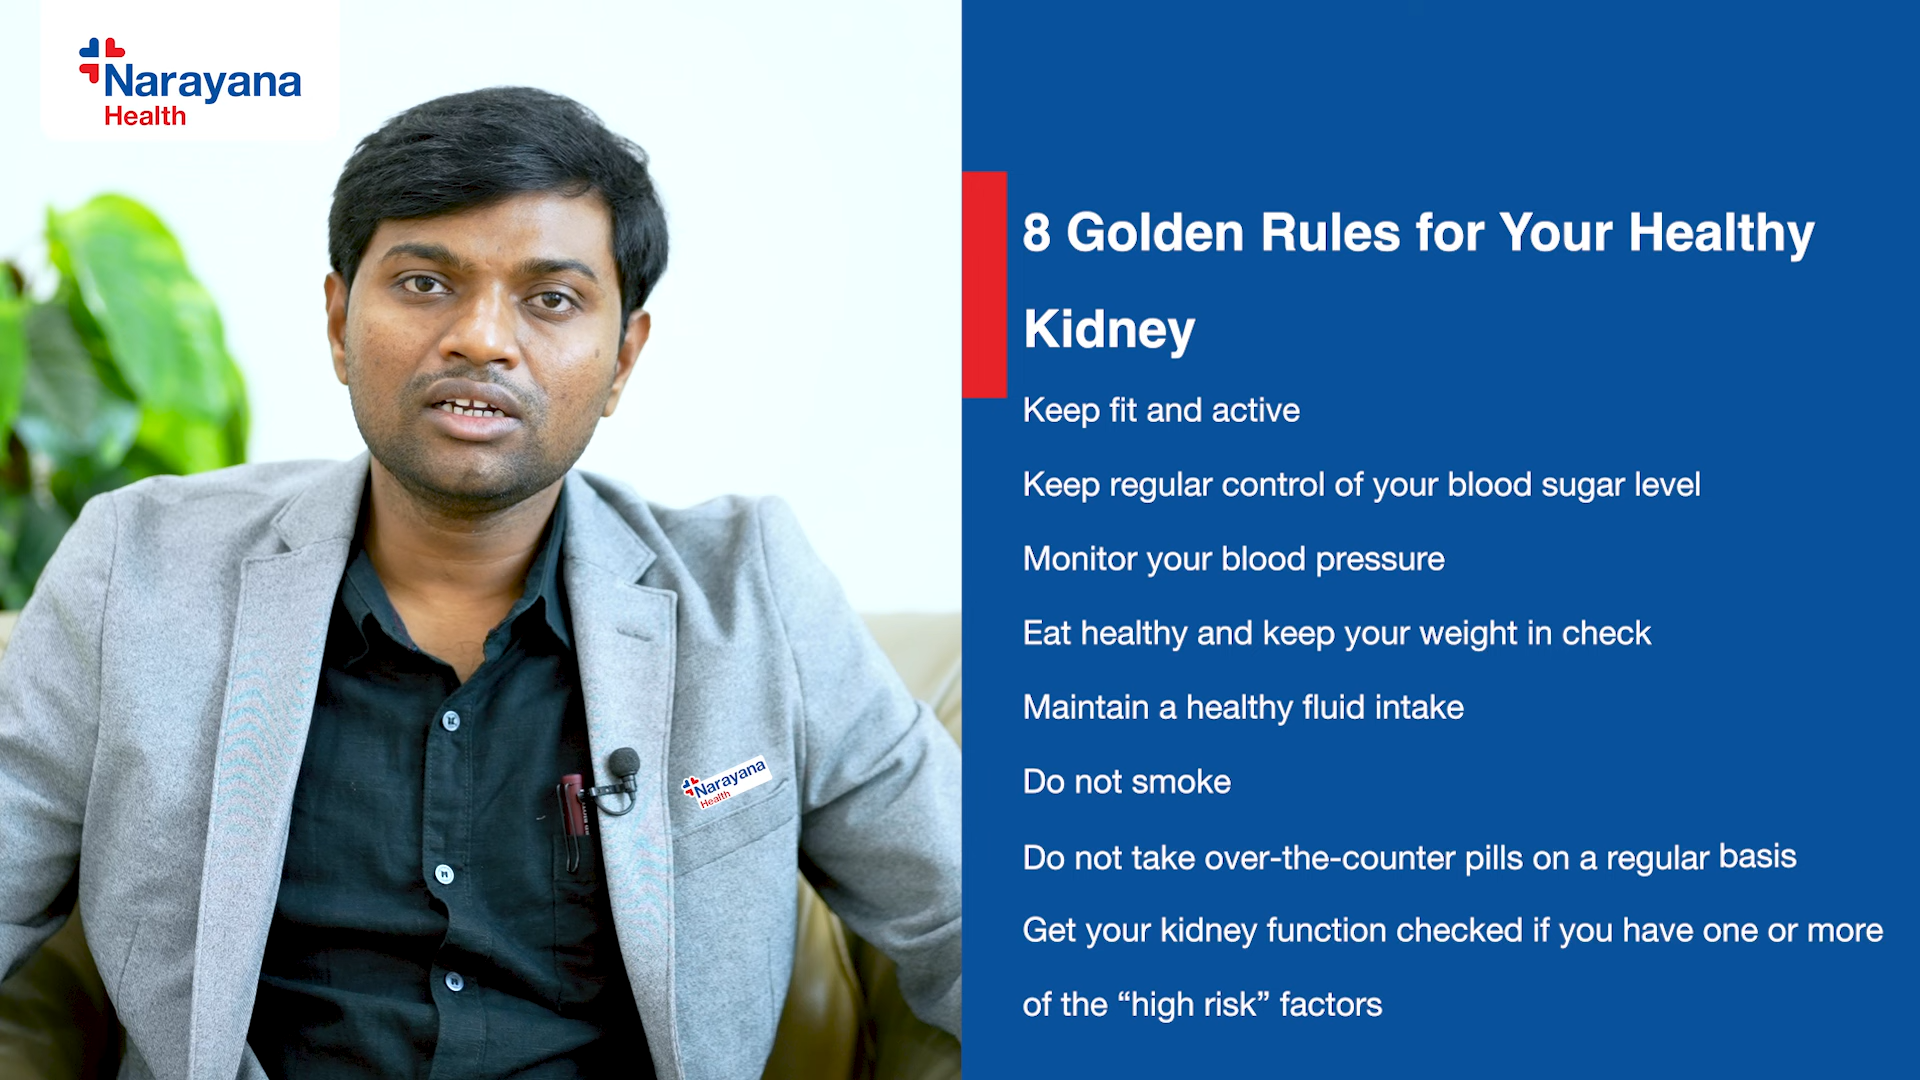 Narayana
Health
8 Golden Rules for Your Healthy
Kidney
Keep fit and active
Keep regular control of your blood sugar level
Monitor your blood pressure
Eat healthy and keep your weight in check
Maintain a healthy fluid intake
Do not smoke
Do not take over-the-counter pills on a regular basis
Get your kidney function checked if you have one or more
of the “high risk” factors
Narayana
Health